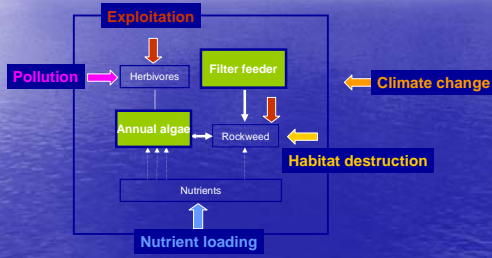 Exploitation
Pollution
Herbivores
Filter feeder
Climate change
Annual algae
Rockweed
Habitat destruction
Nutrients
Nutrient loading